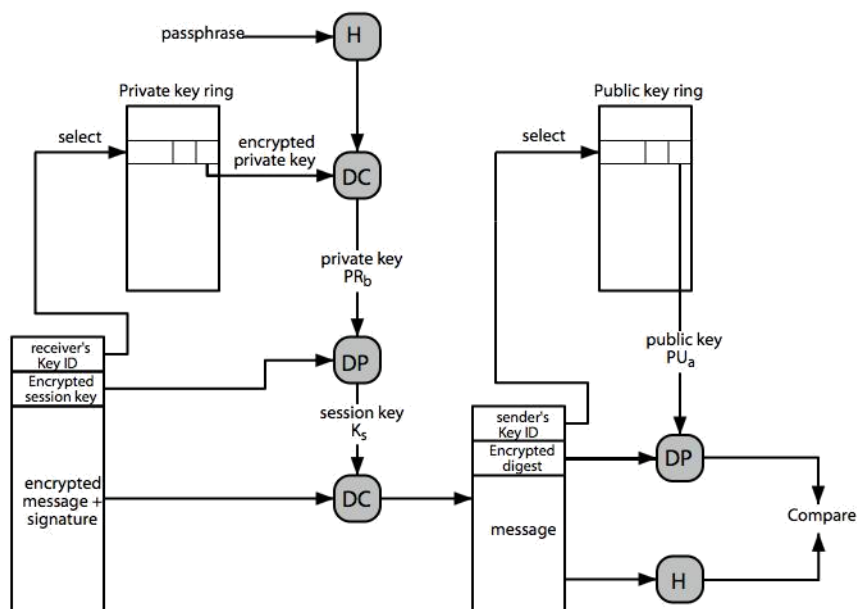 passphrase
H
Private key ring
Public key ring
select
encrypted
private key
select
DC
private key
PRb
receiver's
Key ID
Encrypted
session key
DP
public key
PUa
session key
Ks
sender's
Key ID
Encrypted
digest
DP
encrypted
message +
signature
DC
message
Compare
H